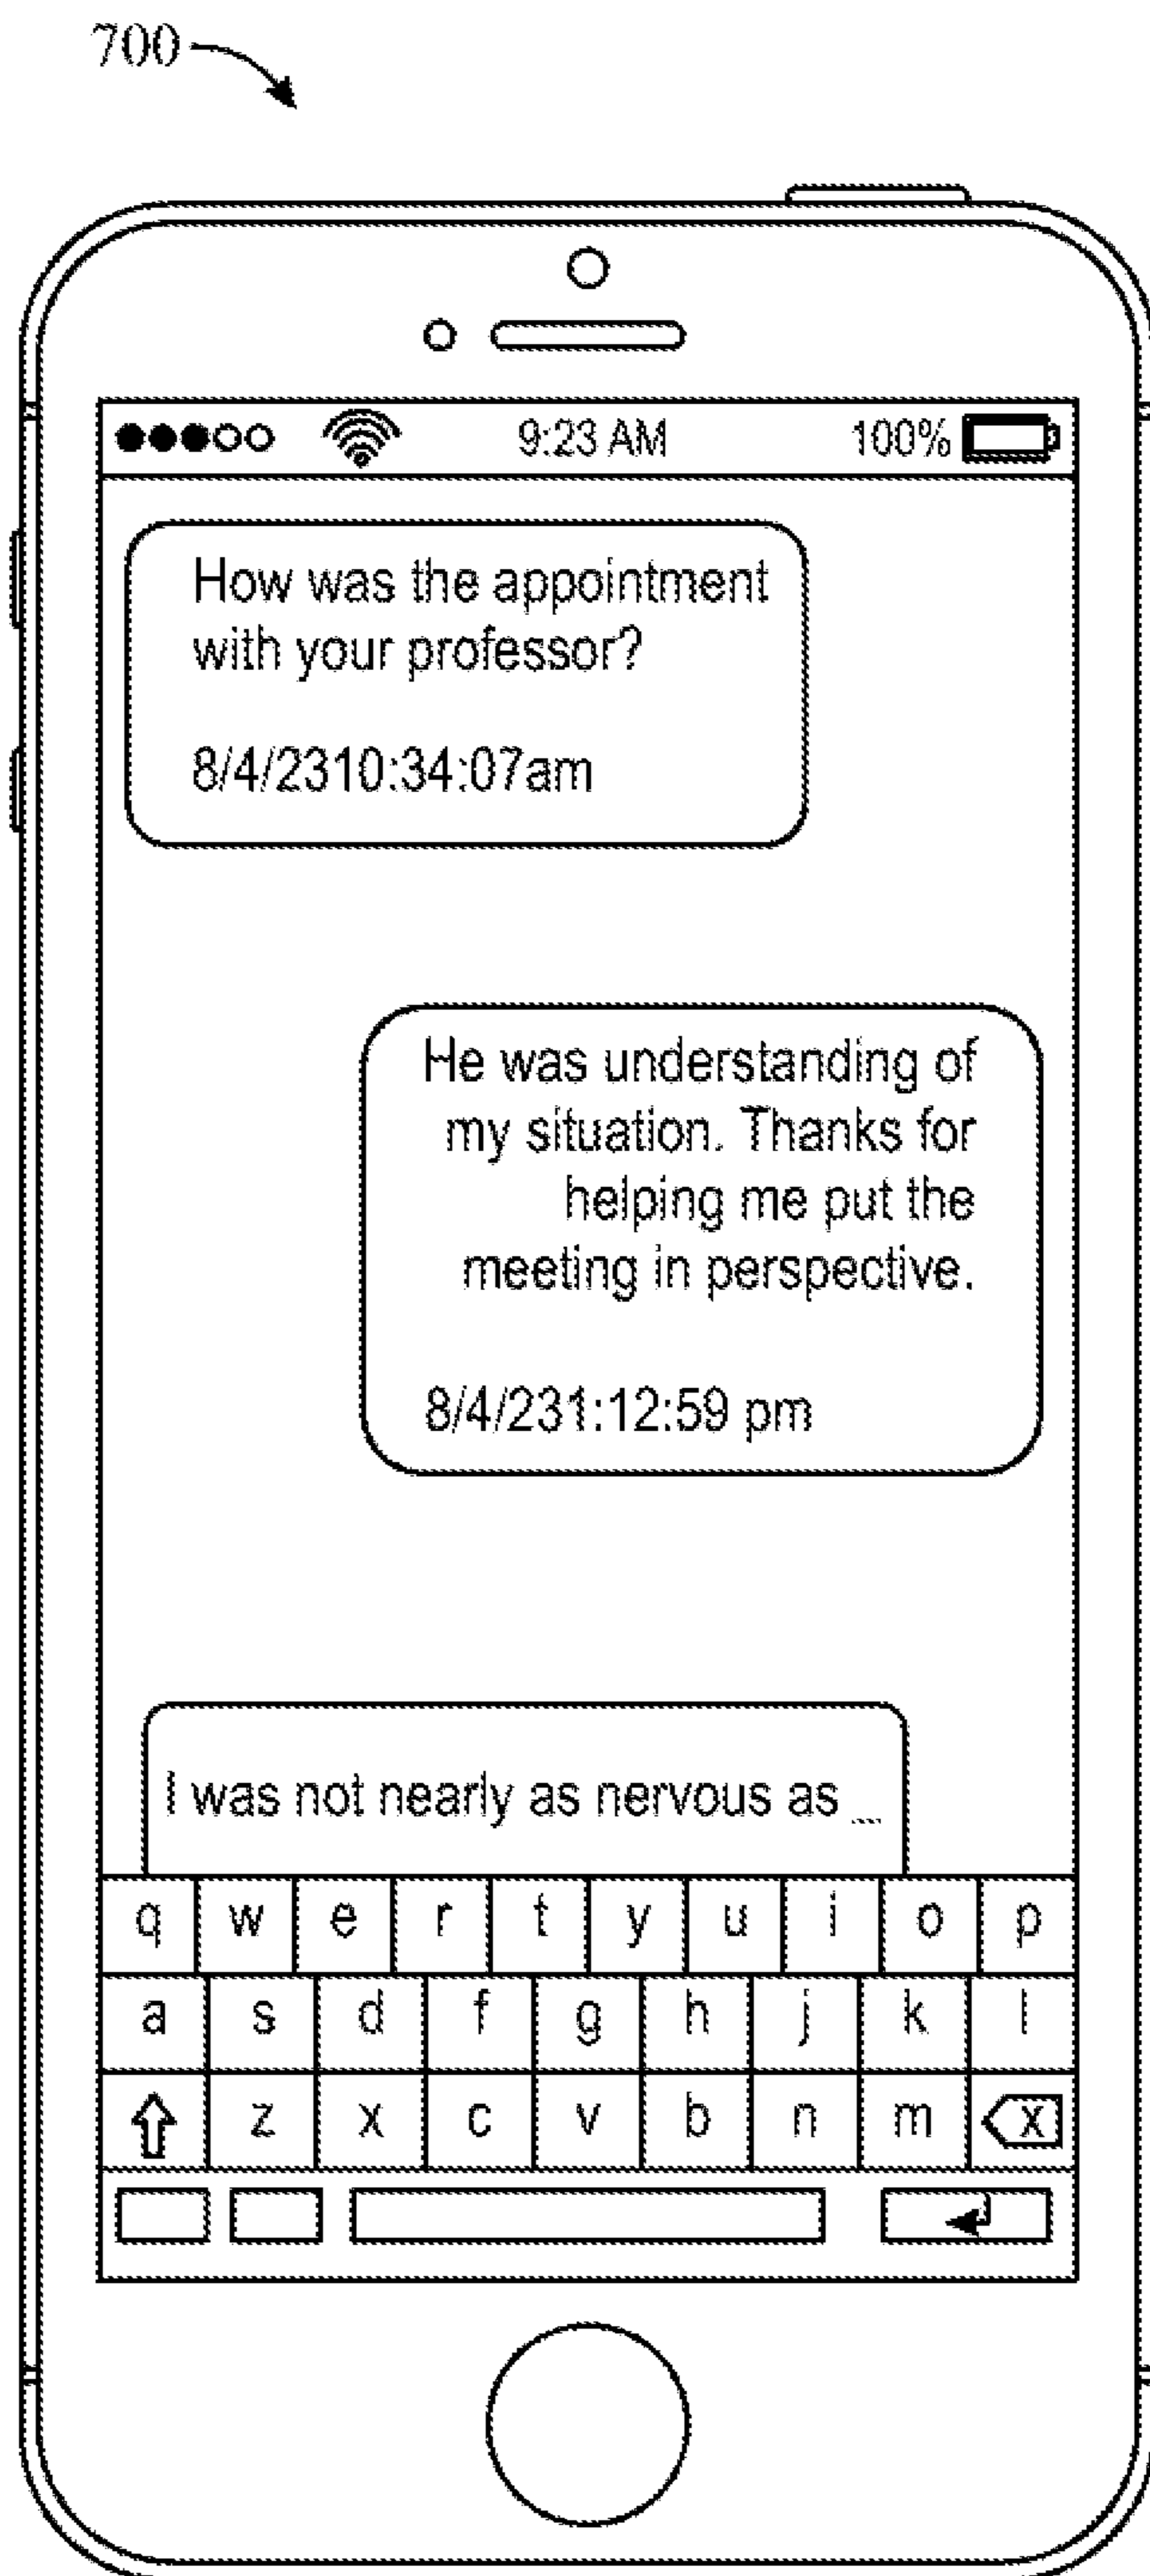 700
9:23 AM 100%
How was the appointment
with your professor?
8/4/2310:34:07am
He was understanding of
my situation. Thanks for
helping me put the
meeting in perspective.
8/4/231:12:59 pm
I was not nearly as nervous as _
q w e r t y u i o p
a s d f g h j k l
z x c v b n m x